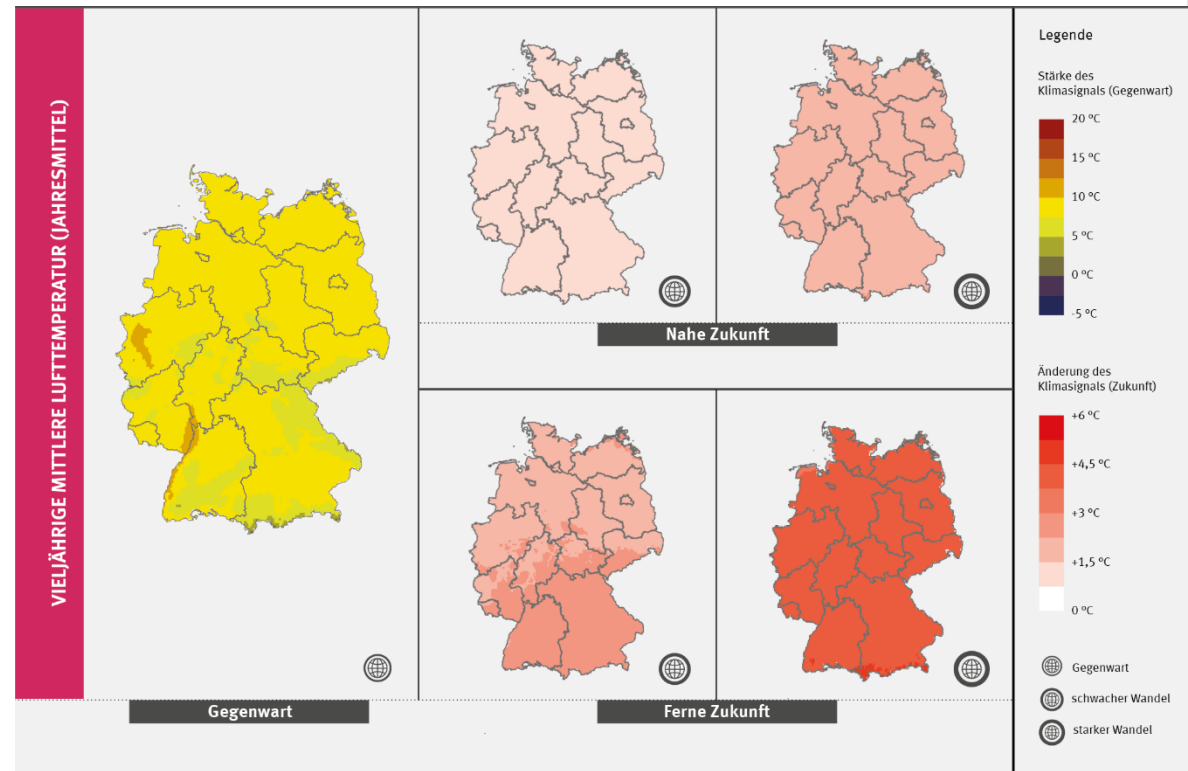 VIELJÄHRIGE MITTLERE LUFTTEMPERATUR (JAHRESMITTEL)
Gegenwart
Nahe Zukunft
Ferne Zukunft
Legende
Stärke des
Klimasignals (Gegenwart)
20 °C
15 °C
10 °C
5 °C
0 °C
-5 °C
Änderung des
Klimasignals (Zukunft)
+6 °C
+4,5 °C
+3 °C
+1,5 °C
0 °C
Gegenwart
schwacher Wandel
starker Wandel